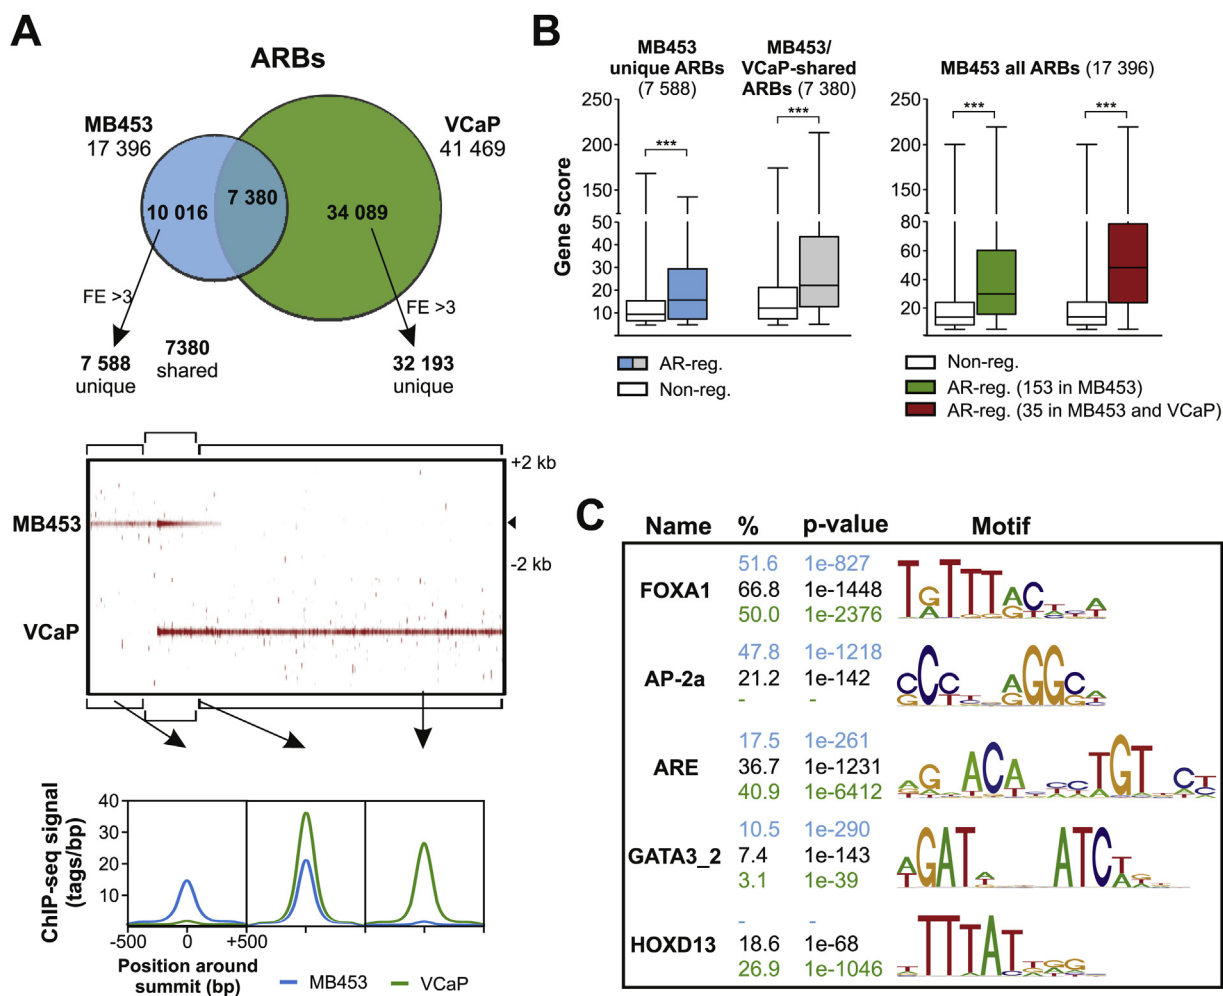 A
ARBs
MB453
17 396
VCaP
41 469
10 016
7 380
34 089
FE >3
FE >3
7 588
unique
7380
shared
32 193
unique
+2 kb
MB453
-2 kb
VCaP
ChIP-seq signal
(tags/bp)
40
30
20
10
-500
0
+500
Position around
summit (bp)
MB453
VCaP
B
MB453
unique ARBs
(7 588)
MB453/
VCaP-shared
ARBs (7 380)
MB453 all ARBs (17 396)
Gene Score
250
200
150
50
40
30
20
10
***
***
250
200
150
80
60
40
20
***
***
AR-reg.
Non-reg.
Non-reg.
AR-reg. (153 in MB453)
AR-reg. (35 in MB453 and VCaP)
C
Name % p-value Motif
FOXA1
51.6 1e-827
66.8 1e-1448
50.0 1e-2376
AP-2a
47.8 1e-1218
21.2 1e-142
- -
ARE
17.5 1e-261
36.7 1e-1231
40.9 1e-6412
GATA3_2
10.5 1e-290
7.4 1e-143
3.1 1e-39
HOXD13
- -
18.6 1e-68
26.9 1e-1046